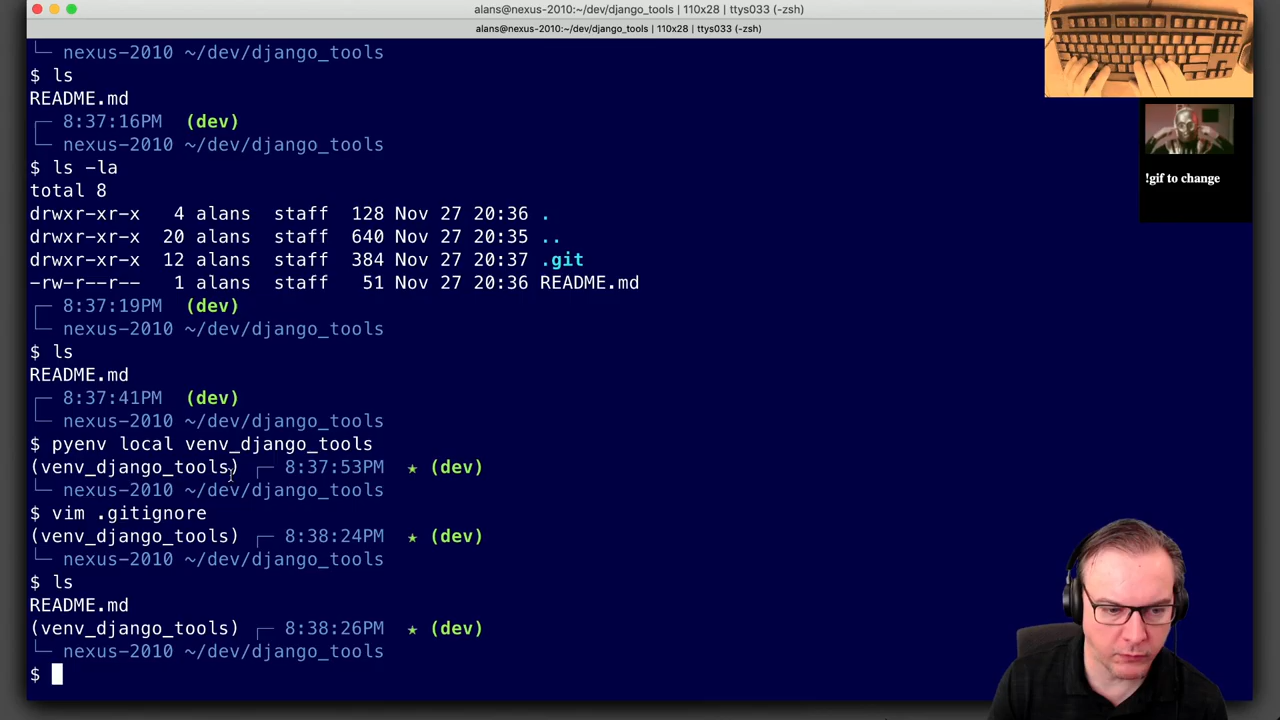 alans@nexus-2010:~/dev/django_tools | 110x28 | ttys033 (-zsh)
alans@nexus-2010:~/dev/django_tools | 110x28 | ttys033 (-zsh)
└─ nexus-2010 ~/dev/django_tools
$ ls
README.md
┌─ 8:37:16PM  (dev)
└─ nexus-2010 ~/dev/django_tools
$ ls -la
total 8
drwxr-xr-x   4 alans  staff  128 Nov 27 20:36 .
drwxr-xr-x  20 alans  staff  640 Nov 27 20:35 ..
drwxr-xr-x  12 alans  staff  384 Nov 27 20:37 .git
-rw-r--r--   1 alans  staff   51 Nov 27 20:36 README.md
┌─ 8:37:19PM  (dev)
└─ nexus-2010 ~/dev/django_tools
$ ls
README.md
┌─ 8:37:41PM  (dev)
└─ nexus-2010 ~/dev/django_tools
$ pyenv local venv_django_tools
(venv_django_tools) ┌─ 8:37:53PM  ★ (dev)
└─ nexus-2010 ~/dev/django_tools
$ vim .gitignore
(venv_django_tools) ┌─ 8:38:24PM  ★ (dev)
└─ nexus-2010 ~/dev/django_tools
$ ls
README.md
(venv_django_tools) ┌─ 8:38:26PM  ★ (dev)
└─ nexus-2010 ~/dev/django_tools
$
!gif to change